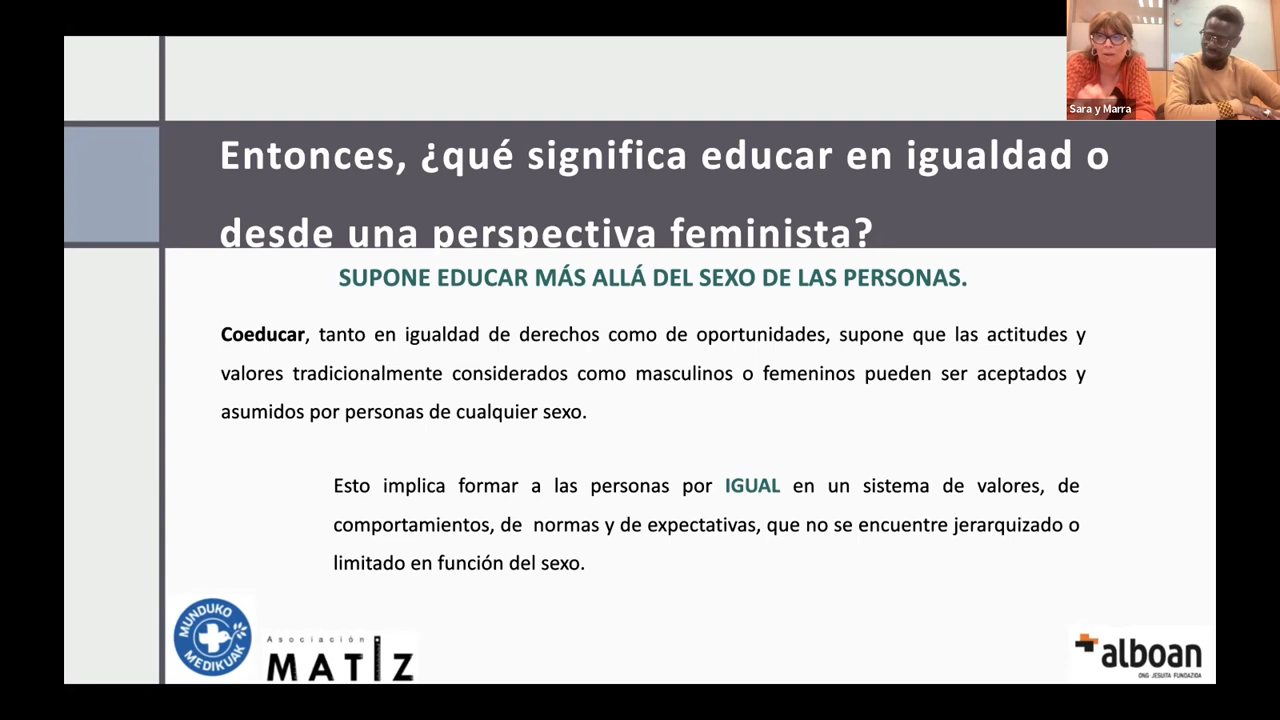 Sara y Marra
Entonces, ¿qué significa educar en igualdad o
desde una perspectiva feminista?
SUPONE EDUCAR MÁS ALLÁ DEL SEXO DE LAS PERSONAS.
Coeducar, tanto en igualdad de derechos como de oportunidades, supone que las actitudes y
valores tradicionalmente considerados como masculinos o femeninos pueden ser aceptados y
asumidos por personas de cualquier sexo.
Esto implica formar a las personas por IGUAL en un sistema de valores, de
comportamientos, de normas y de expectativas, que no se encuentre jerarquizado o
limitado en función del sexo.
MUNDUKO
MEDIKUAK
Asociación
MATIZ
alboan
ONG JESUITA FUNDAZIOA